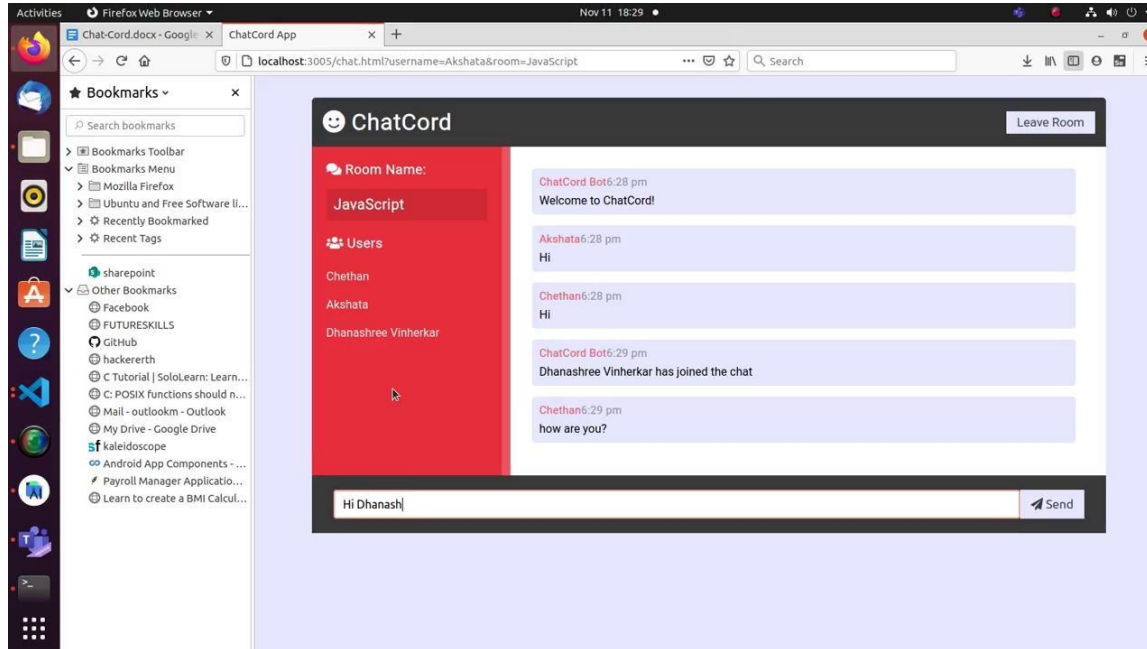 Activities
Firefox Web Browser
Nov 11 18:29
Chat-Cord.docx - Google
ChatCord App
localhost:3005/chat.html?username=Akshata&room=JavaScript
Search
Bookmarks
Search bookmarks
Bookmarks Toolbar
Bookmarks Menu
Mozilla Firefox
Ubuntu and Free Software li...
Recently Bookmarked
Recent Tags
sharepoint
Other Bookmarks
Facebook
FUTURESKILLS
GitHub
hackererth
C Tutorial | SoloLearn: Learn...
C: POSIX functions should n...
Mail - outlookm - Outlook
My Drive - Google Drive
kaleidoscope
Android App Components - ...
Payroll Manager Applicatio...
Learn to create a BMI Calcul...
ChatCord
Leave Room
Room Name:
JavaScript
Users
Chethan
Akshata
Dhanashree Vinherkar
ChatCord Bot6:28 pm
Welcome to ChatCord!
Akshata6:28 pm
Hi
Chethan6:28 pm
Hi
ChatCord Bot6:29 pm
Dhanashree Vinherkar has joined the chat
Chethan6:29 pm
how are you?
Hi Dhanash
Send